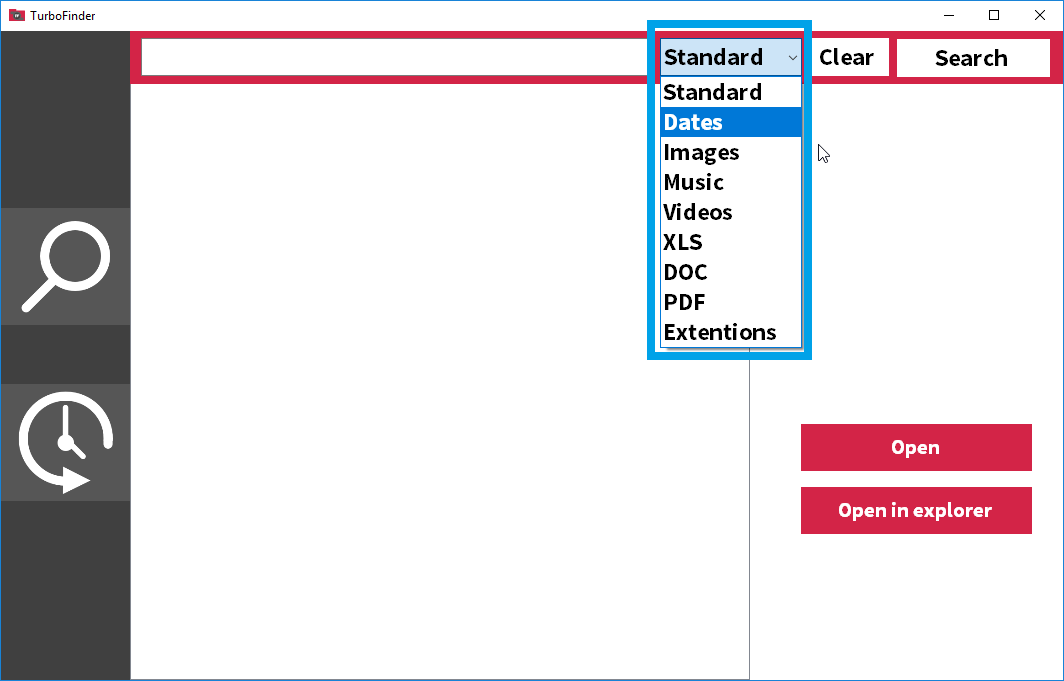 TurboFinder
Standard Clear Search
Standard
Dates
Images
Music
Videos
XLS
DOC
PDF
Extentions
Open
Open in explorer